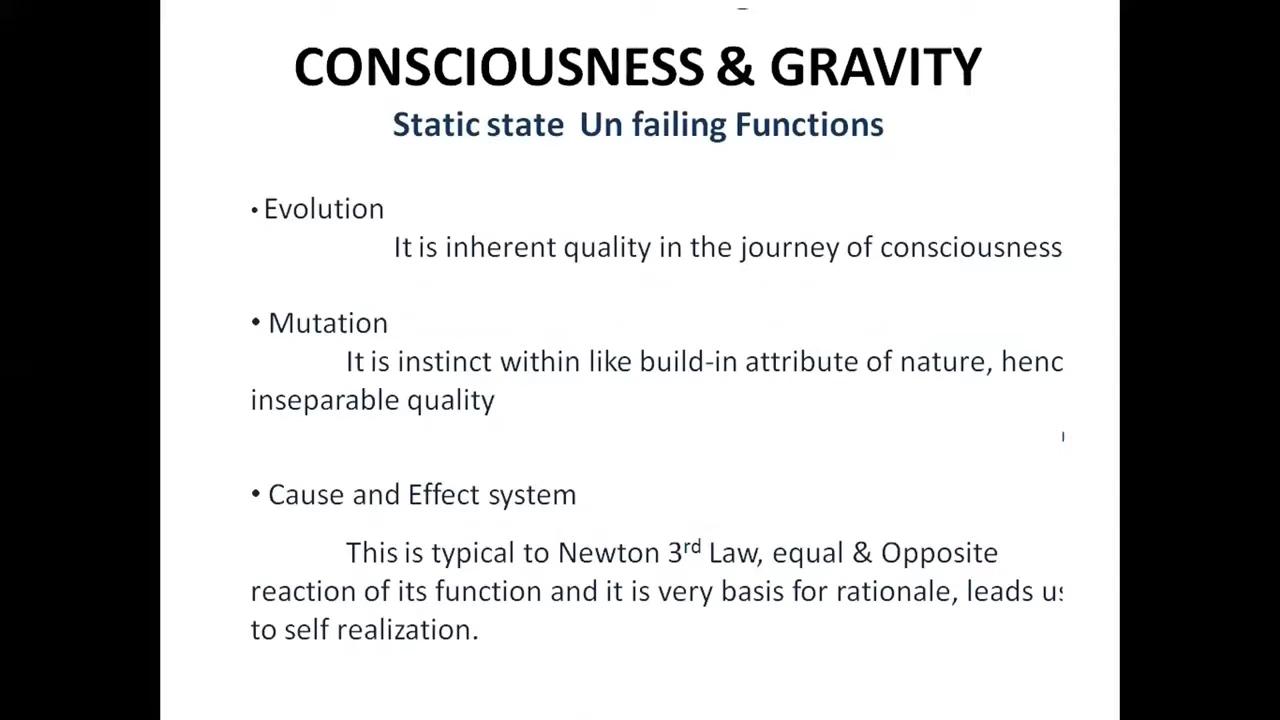 CONSCIOUSNESS & GRAVITY
Static state Un failing Functions
• Evolution
It is inherent quality in the journey of consciousness
• Mutation
It is instinct within like build-in attribute of nature, henc
inseparable quality
• Cause and Effect system
This is typical to Newton 3rd Law, equal & Opposite
reaction of its function and it is very basis for rationale, leads us
to self realization.